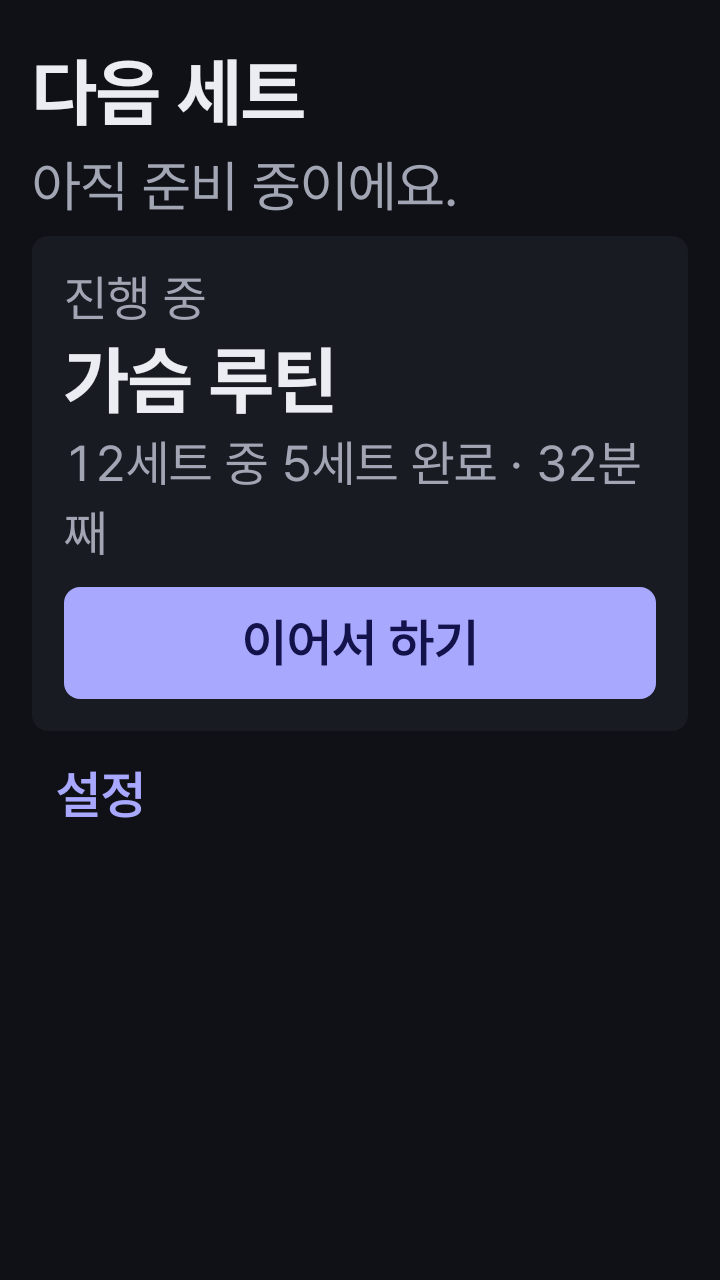 다음 세트
아직 준비 중이에요.
진행 중
가슴 루틴
12세트 중 5세트 완료 · 32분
째
이어서 하기
설정